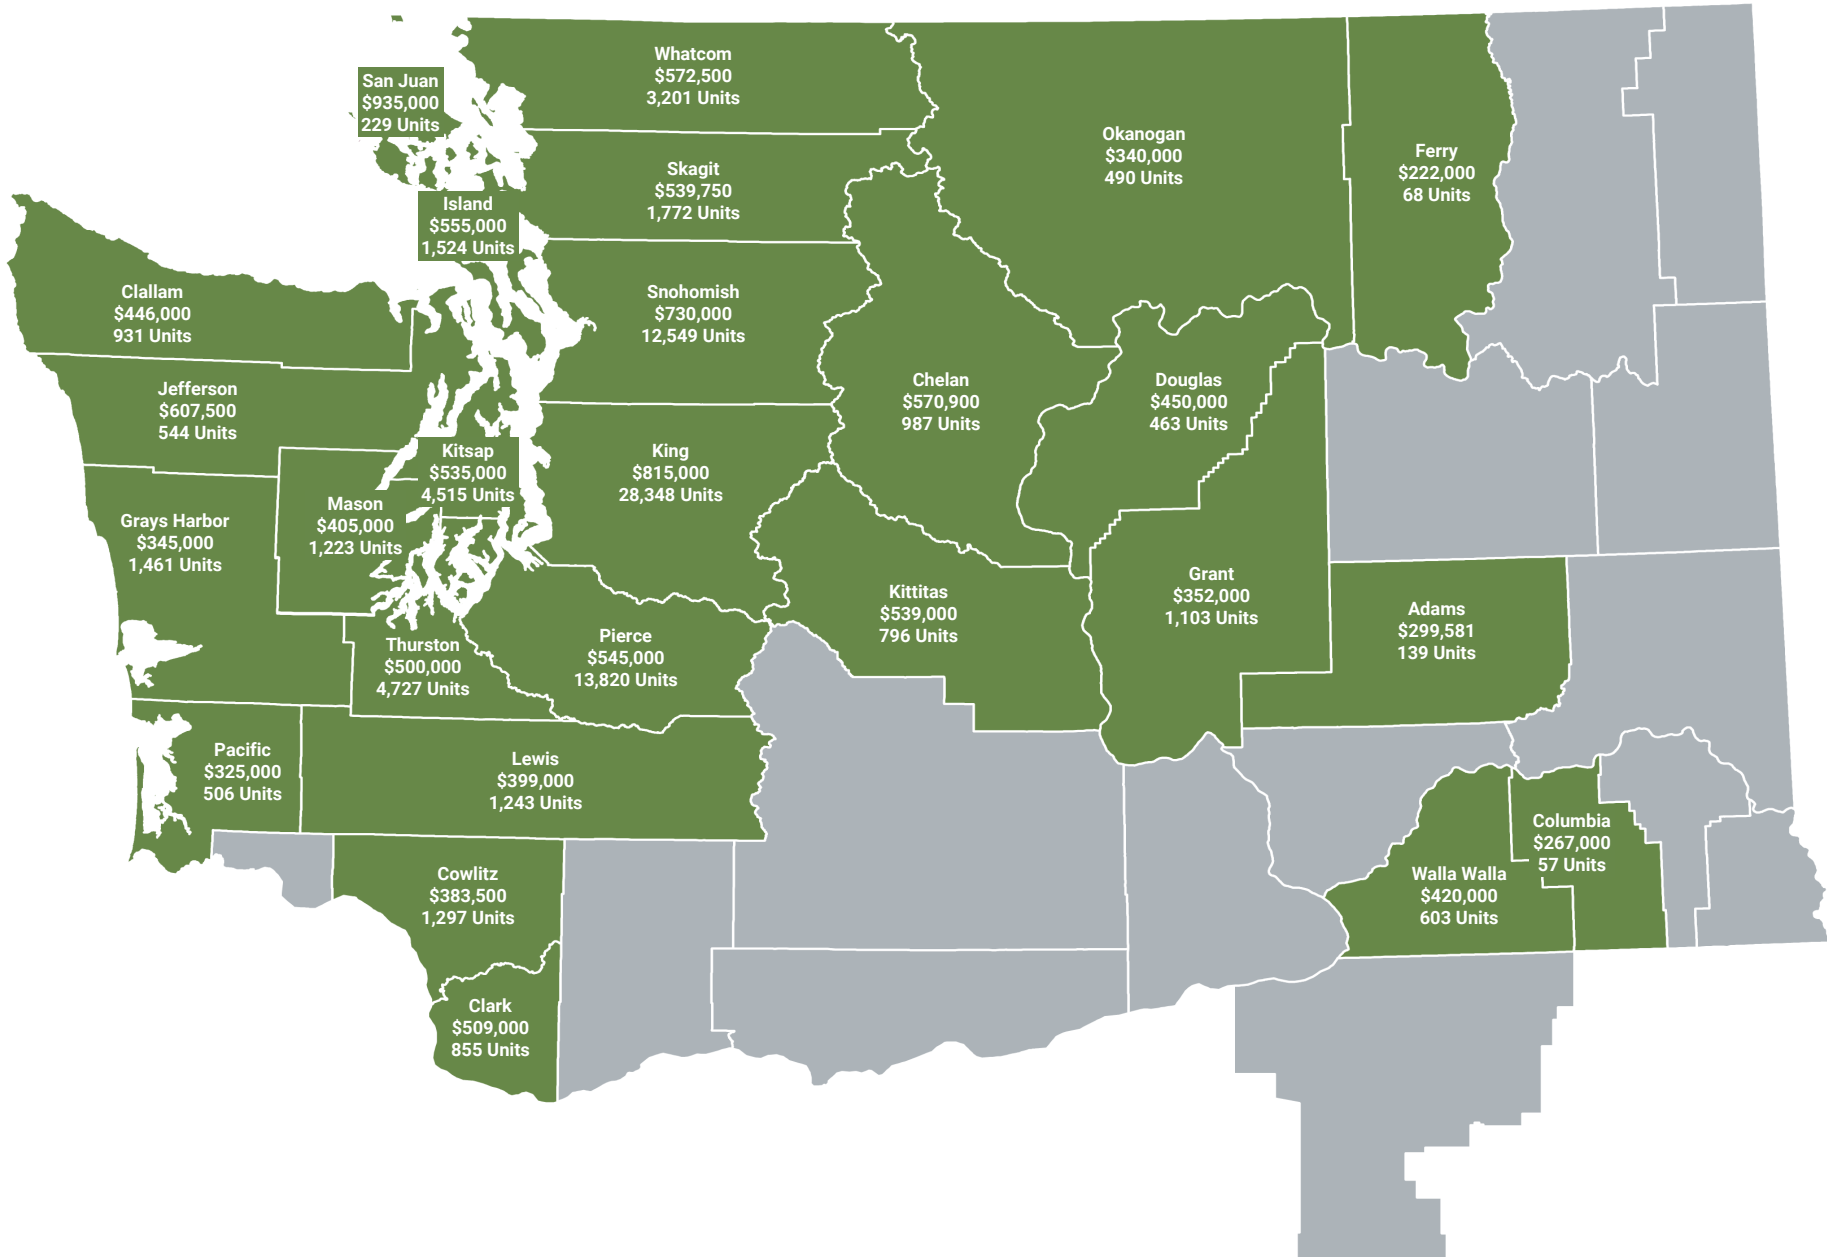 Whatcom
$572,500
3,201 Units
San Juan
$935,000
229 Units
Okanogan
$340,000
490 Units
Ferry
$222,000
68 Units
Skagit
$539,750
1,772 Units
Island
$555,000
1,524 Units
Clallam
$446,000
931 Units
Snohomish
$730,000
12,549 Units
Jefferson
$607,500
544 Units
Chelan
$570,900
987 Units
Douglas
$450,000
463 Units
Kitsap
$535,000
4,515 Units
King
$815,000
28,348 Units
Mason
$405,000
1,223 Units
Grays Harbor
$345,000
1,461 Units
Kittitas
$539,000
796 Units
Grant
$352,000
1,103 Units
Adams
$299,581
139 Units
Thurston
$500,000
4,727 Units
Pierce
$545,000
13,820 Units
Pacific
$325,000
506 Units
Lewis
$399,000
1,243 Units
Columbia
$267,000
57 Units
Cowlitz
$383,500
1,297 Units
Walla Walla
$420,000
603 Units
Clark
$509,000
855 Units